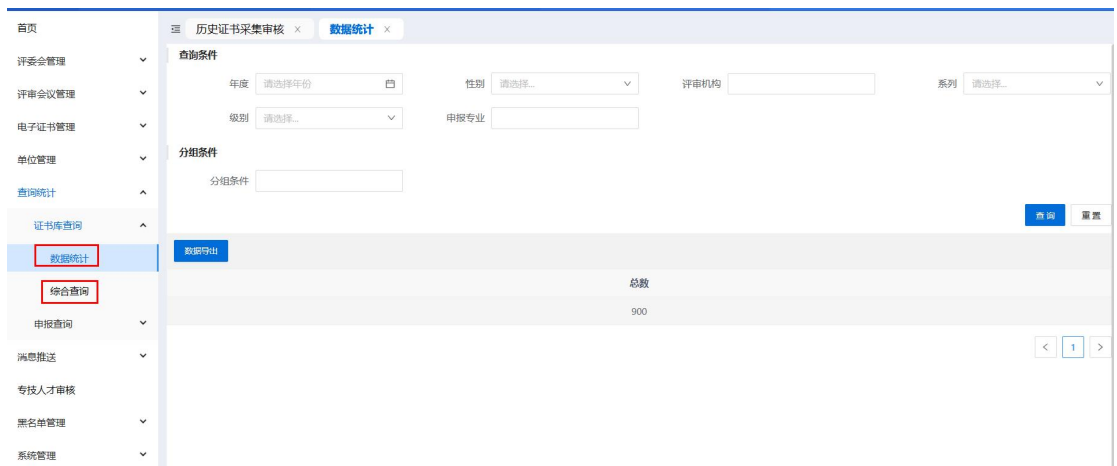 首页
历史证书采集审核 ×
数据统计 ×
评委会管理
查询条件
年度 请选择年份
性别 请选择...
评审机构
系列 请选择...
评审会议管理
级别 请选择...
申报专业
电子证书管理
单位管理
分组条件
分组条件
查询统计
查询
重置
证书库查询
数据导出
数据统计
总数
综合查询
900
申报查询
消息推送
< 1 >
专技人才审核
黑名单管理
系统管理